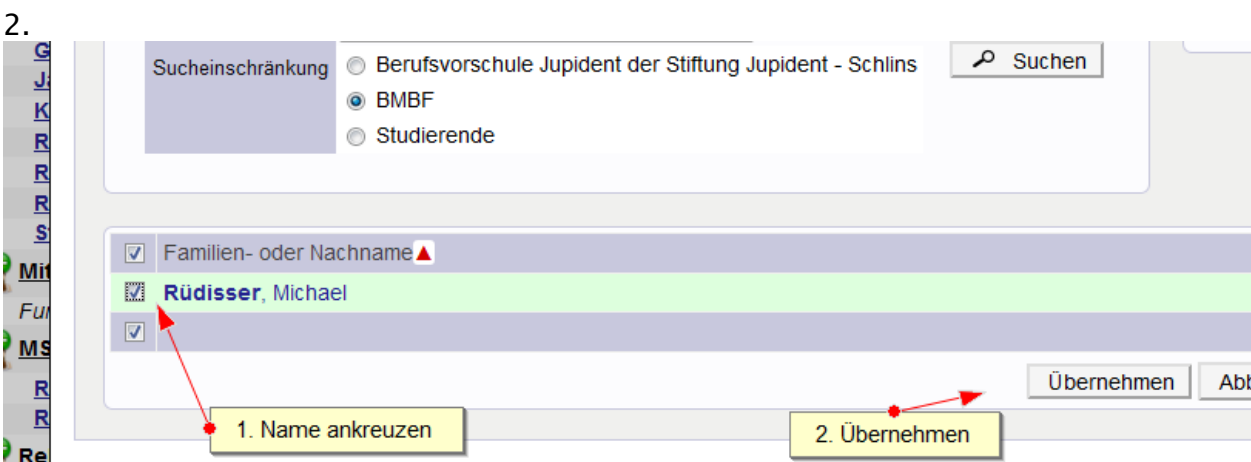 2.
Sucheinschränkung
Berufsvorschule Jupident der Stiftung Jupident - Schlins
Suchen
BMBF
Studierende
Familien- oder Nachname
Rüdisser, Michael
Übernehmen
1. Name ankreuzen
2. Übernehmen